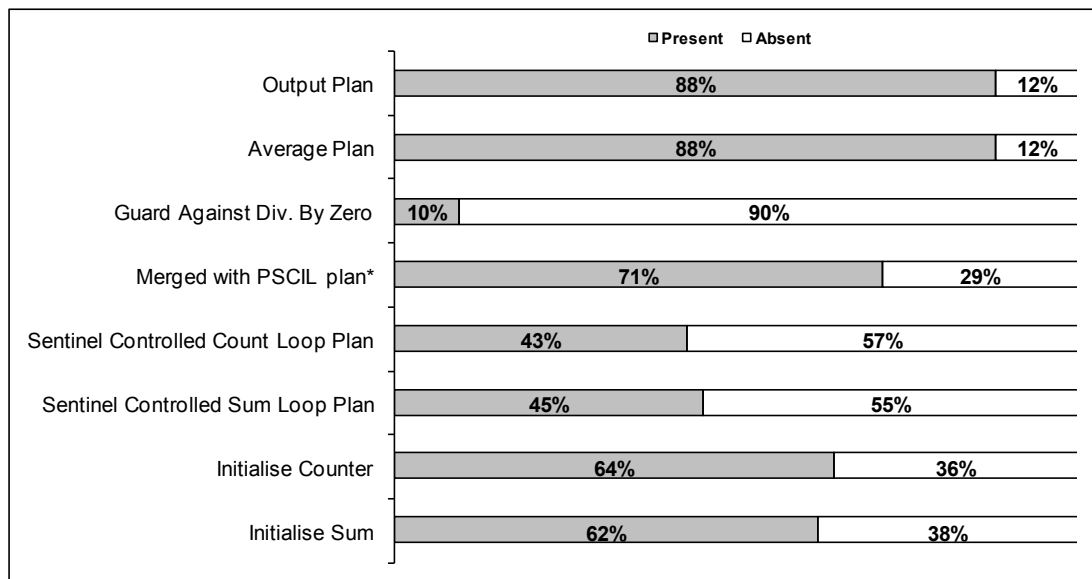 Present Absent
Output Plan 88% 12%
Average Plan 88% 12%
Guard Against Div. By Zero 10% 90%
Merged with PSCIL plan* 71% 29%
Sentinel Controlled Count Loop Plan 43% 57%
Sentinel Controlled Sum Loop Plan 45% 55%
Initialise Counter 64% 36%
Initialise Sum 62% 38%